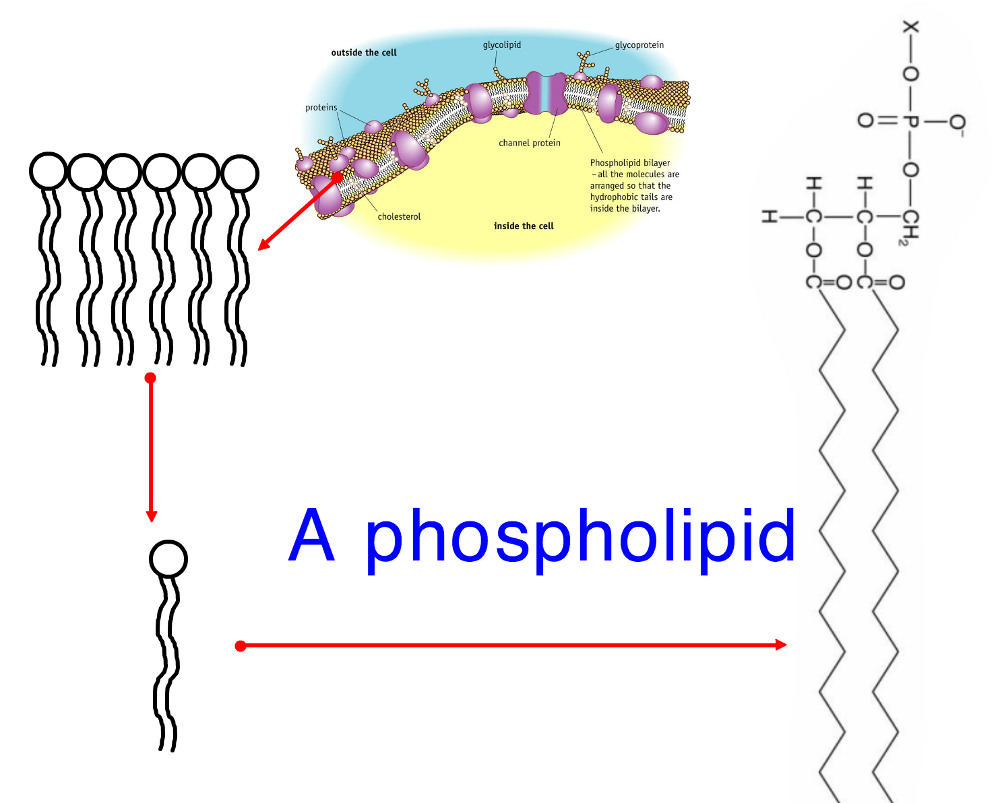 outside the cell
glycolipid
glycoprotein
proteins
channel protein
Phospholipid bilayer
– all the molecules are
arranged so that the
hydrophobic tails are
inside the bilayer.
cholesterol
inside the cell
A phospholipid
X
O
O=P—O⁻
O
H H
H—C—C—CH₂
O O
C=O C=O